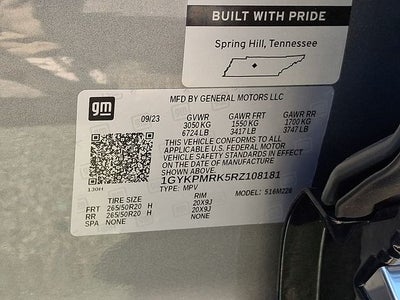 BUILT WITH PRIDE
Spring Hill, Tennessee
gm
MFD BY GENERAL MOTORS LLC
09/23 GVWR GAWR FRT GAWR RR
3050 KG 1550 KG 1700 KG
6724 LB 3417 LB 3747 LB
THIS VEHICLE CONFORMS TO ALL
APPLICABLE U.S. FEDERAL MOTOR
VEHICLE SAFETY STANDARDS IN EFFECT
ON THE DATE OF MANUFACTURE
SHOWN ABOVE.
1GYKPMRK5RZ108181
130H
TYPE: MPV MODEL: 516M226
TIRE SIZE RIM
FRT 265/50R20 H 20X9J
RR 265/50R20 H 20X9J
SPA NONE NONE